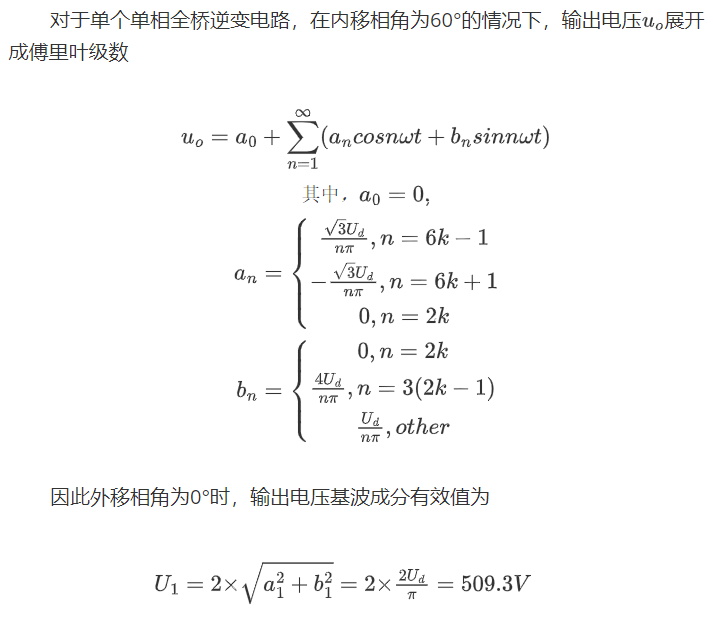 对于单个单相全桥逆变电路，在内移相角为60°的情况下，输出电压$u_o$展开
成傅里叶级数
$u_o = a_0 + \sum_{n=1}^{\infty}(a_n cosn\omega t + b_n sinn\omega t)$
其中，$a_0 = 0,$
$a_n = \begin{cases} \frac{\sqrt{3}U_d}{n\pi}, n = 6k - 1 \\ -\frac{\sqrt{3}U_d}{n\pi}, n = 6k + 1 \\ 0, n = 2k \end{cases}$
$b_n = \begin{cases} 0, n = 2k \\ \frac{4U_d}{n\pi}, n = 3(2k - 1) \\ \frac{U_d}{n\pi}, other \end{cases}$
因此外移相角为0°时，输出电压基波成分有效值为
$U_1 = 2 \times \sqrt{a_1^2 + b_1^2} = 2 \times \frac{2U_d}{\pi} = 509.3V$